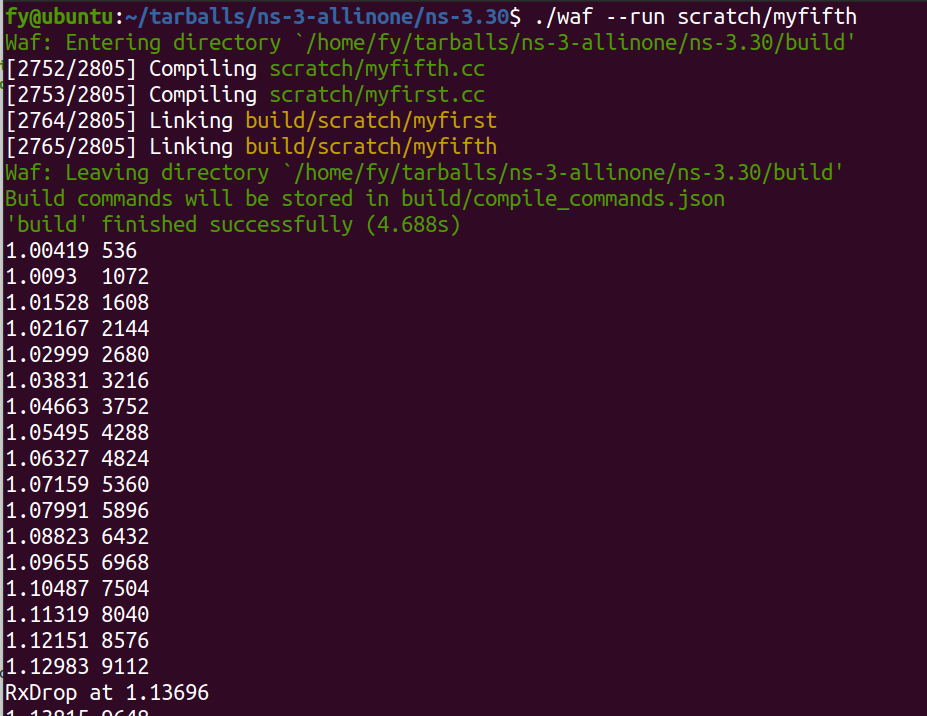 fy@ubuntu:~/tarballs/ns-3-allinone/ns-3.30$ ./waf --run scratch/myfifth
Waf: Entering directory `/home/fy/tarballs/ns-3-allinone/ns-3.30/build'
[2752/2805] Compiling scratch/myfifth.cc
[2753/2805] Compiling scratch/myfirst.cc
[2764/2805] Linking build/scratch/myfirst
[2765/2805] Linking build/scratch/myfifth
Waf: Leaving directory `/home/fy/tarballs/ns-3-allinone/ns-3.30/build'
Build commands will be stored in build/compile_commands.json
'build' finished successfully (4.688s)
1.00419 536
1.0093  1072
1.01528 1608
1.02167 2144
1.02999 2680
1.03831 3216
1.04663 3752
1.05495 4288
1.06327 4824
1.07159 5360
1.07991 5896
1.08823 6432
1.09655 6968
1.10487 7504
1.11319 8040
1.12151 8576
1.12983 9112
RxDrop at 1.13696
1.13815 9648